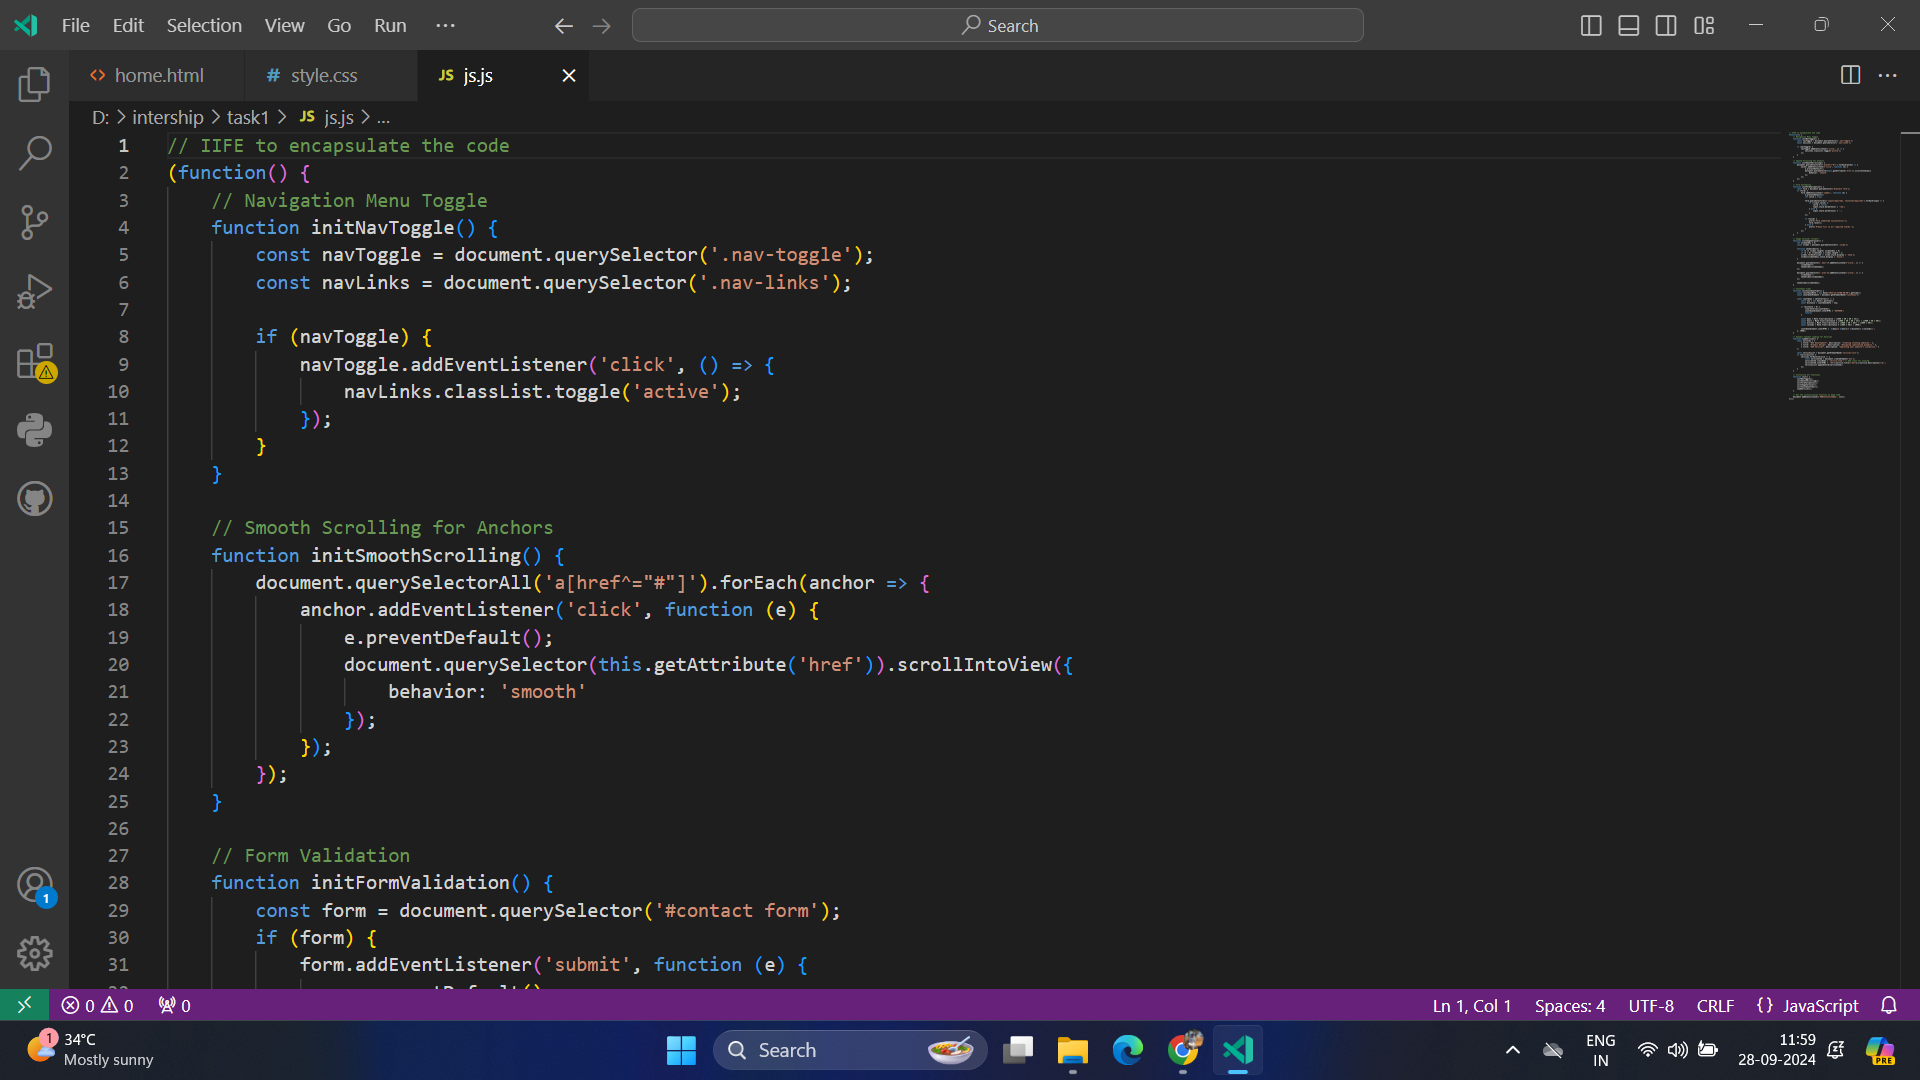 File Edit Selection View Go Run ...
Search
home.html
# style.css
JS js.js
D: > intership > task1 > JS js.js > ...
1 // IIFE to encapsulate the code
2 (function() {
3 // Navigation Menu Toggle
4 function initNavToggle() {
5 const navToggle = document.querySelector('.nav-toggle');
6 const navLinks = document.querySelector('.nav-links');
7
8 if (navToggle) {
9 navToggle.addEventListener('click', () => {
10 navLinks.classList.toggle('active');
11 });
12 }
13 }
14
15 // Smooth Scrolling for Anchors
16 function initSmoothScrolling() {
17 document.querySelectorAll('a[href^="#"]').forEach(anchor => {
18 anchor.addEventListener('click', function (e) {
19 e.preventDefault();
20 document.querySelector(this.getAttribute('href')).scrollIntoView({
21 behavior: 'smooth'
22 });
23 });
24 });
25 }
26
27 // Form Validation
28 function initFormValidation() {
29 const form = document.querySelector('#contact form');
30 if (form) {
31 form.addEventListener('submit', function (e) {
1
0 0 0
Ln 1, Col 1 Spaces: 4 UTF-8 CRLF {} JavaScript
1
34°C
Mostly sunny
Search
ENG
IN
11:59
28-09-2024
PRE